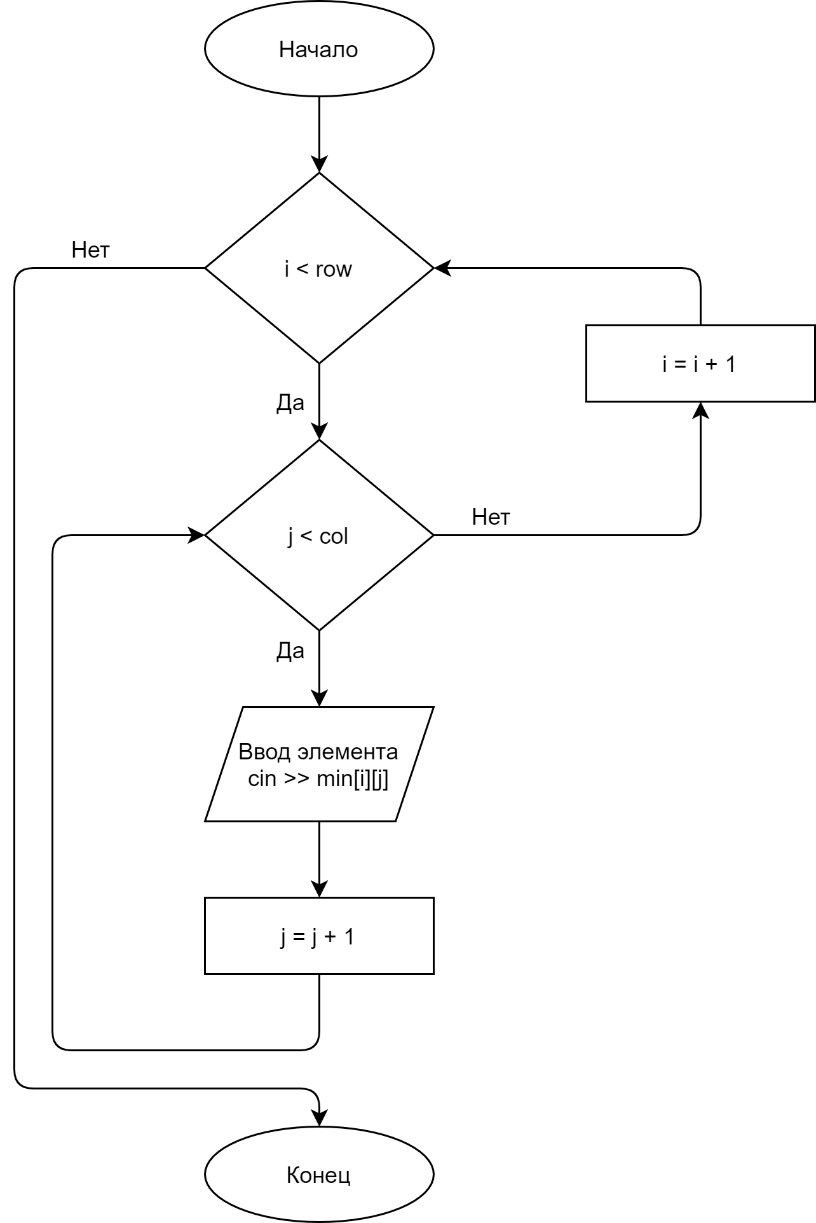 Начало
Нет
i < row
i = i + 1
Да
j < col
Нет
Да
Ввод элемента
cin >> min[i][j]
j = j + 1
Конец